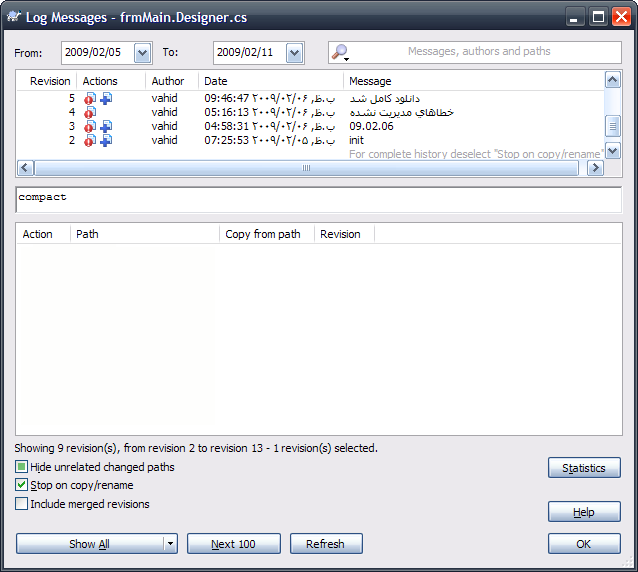 Log Messages - frmMain.Designer.cs
From: 2009/02/05 To: 2009/02/11 Messages, authors and paths
Revision Actions Author Date Message
5 vahid 09:46:47 ب.ظ, ۲۰۰۹/۰۲/۰۶ دانلود كامل شد
4 vahid 05:16:13 ب.ظ, ۲۰۰۹/۰۲/۰۶ خطاهاي مديريت نشده
3 vahid 04:58:31 ب.ظ, ۲۰۰۹/۰۲/۰۶ 09.02.06
2 vahid 07:25:53 ب.ظ, ۲۰۰۹/۰۲/۰۵ init
For complete history deselect "Stop on copy/rename"
compact
Action Path Copy from path Revision
Showing 9 revision(s), from revision 2 to revision 13 - 1 revision(s) selected.
Hide unrelated changed paths
Statistics
Stop on copy/rename
Include merged revisions
Help
Show All Next 100 Refresh OK